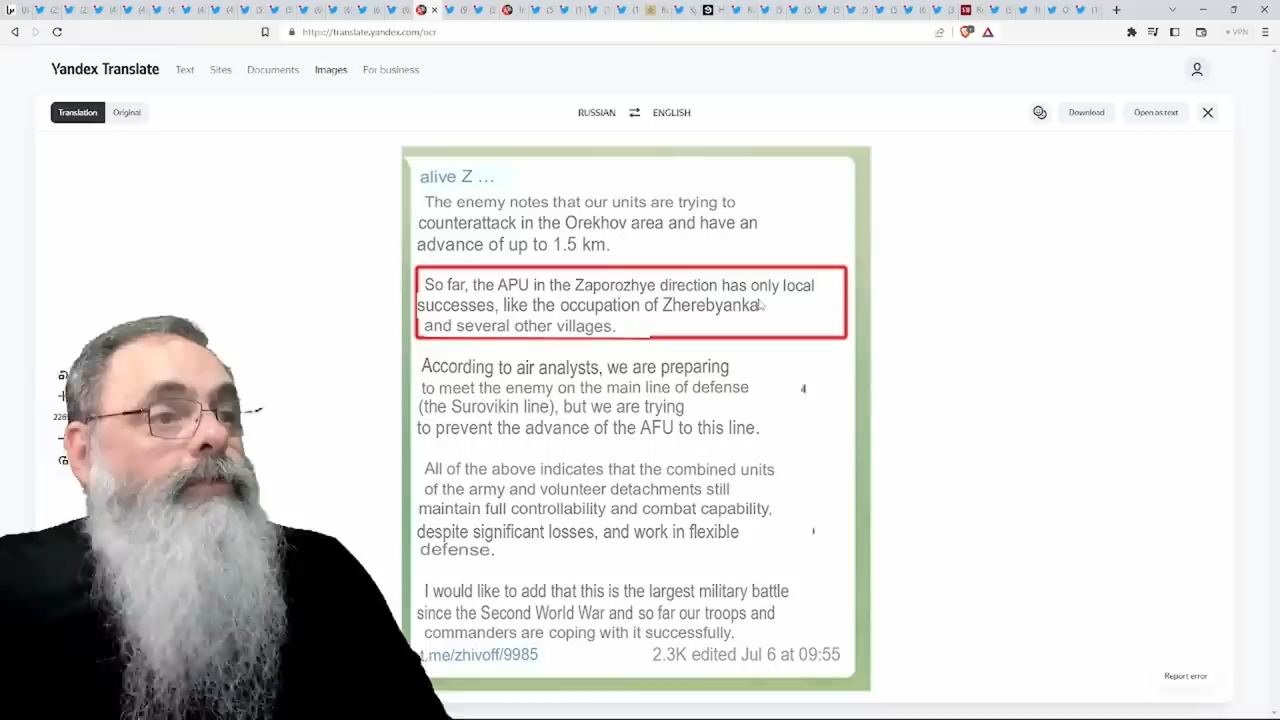 https://translate.yandex.com/ocr
VPN
Yandex Translate
Text
Sites
Documents
Images
For business
Translation
Original
RUSSIAN
ENGLISH
Download
Open as text
alive Z ...
The enemy notes that our units are trying to
counterattack in the Orekhov area and have an
advance of up to 1.5 km.
So far, the APU in the Zaporozhye direction has only local
successes, like the occupation of Zherebyanka
and several other villages.
According to air analysts, we are preparing
to meet the enemy on the main line of defense
(the Surovikin line), but we are trying
to prevent the advance of the AFU to this line.
All of the above indicates that the combined units
of the army and volunteer detachments still
maintain full controllability and combat capability,
despite significant losses, and work in flexible
defense.
I would like to add that this is the largest military battle
since the Second World War and so far our troops and
commanders are coping with it successfully.
t.me/zhivoff/9985
2.3K edited Jul 6 at 09:55
Report error